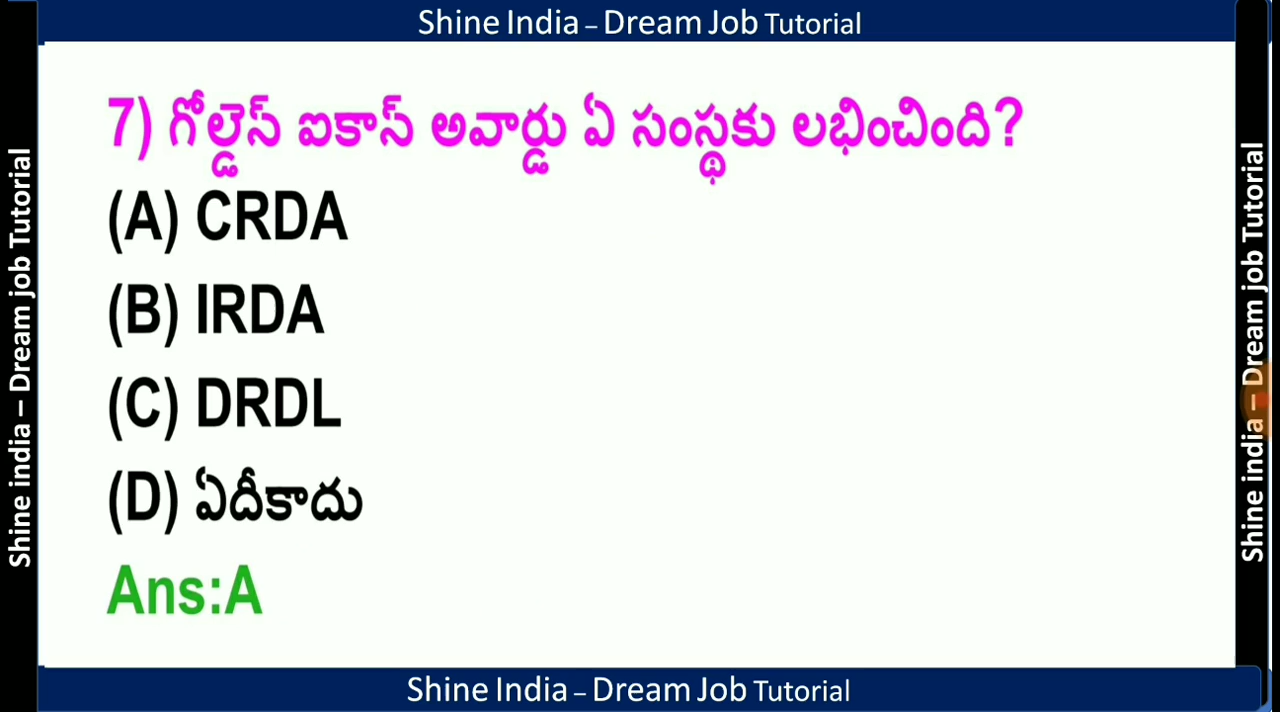 Shine India – Dream Job Tutorial
7) గోల్డెన్ ఐకాన్ అవార్డు ఏ సంస్థకు లభించింది?
(A) CRDA
(B) IRDA
(C) DRDL
(D) ఏదీకాదు
Ans:A
Shine India – Dream Job Tutorial
Shine india – Dream job Tutorial
Shine india – Dream job Tutorial